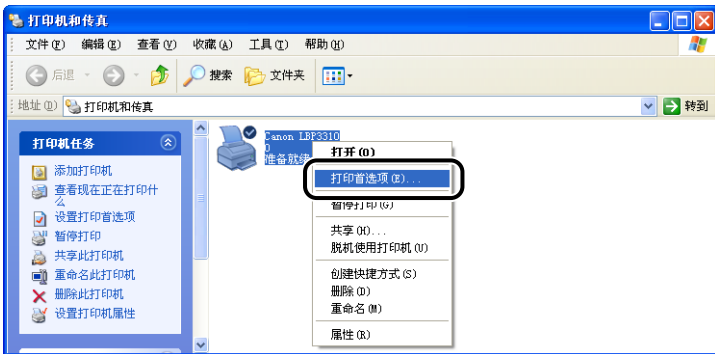 打印机和传真
文件(F) 编辑(E) 查看(V) 收藏(A) 工具(T) 帮助(H)
后退 搜索 文件夹
地址(D) 打印机和传真 转到
打印机任务
添加打印机
查看现在正在打印什
么
设置打印首选项
暂停打印
共享此打印机
重命名此打印机
删除此打印机
设置打印机属性
Canon LBP3310
0
准备就绪
打开(O)
打印首选项(E)...
暂停打印(G)
共享(H)...
脱机使用打印机(U)
创建快捷方式(S)
删除(D)
重命名(M)
属性(R)